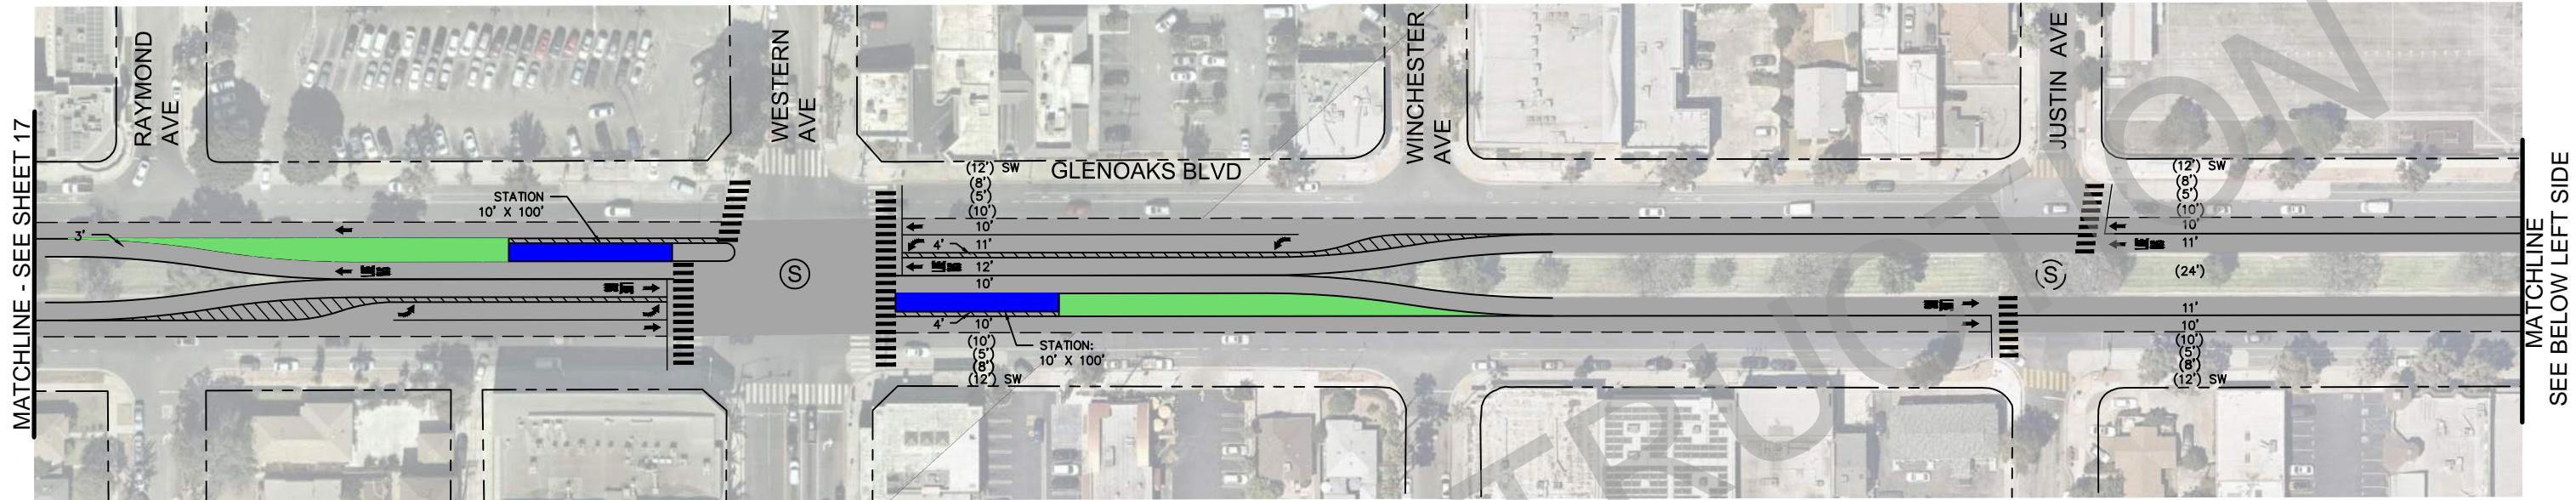 MATCHLINE - SEE SHEET 17
RAYMOND
AVE
WESTERN
AVE
WINCHESTER
AVE
JUSTIN AVE
GLENOAKS BLVD
STATION
10' X 100'
3'
S
(12') SW
(8')
(5')
(10')
10'
4' 11'
12'
10'
4' 10'
(10')
(5')
(8')
(12') SW
STATION:
10' X 100'
S
(12') SW
(8')
(5')
(10')
10'
11'
(24')
11'
10'
(10')
(5')
(8')
(12') SW
MATCHLINE
SEE BELOW LEFT SIDE
TRUCTION